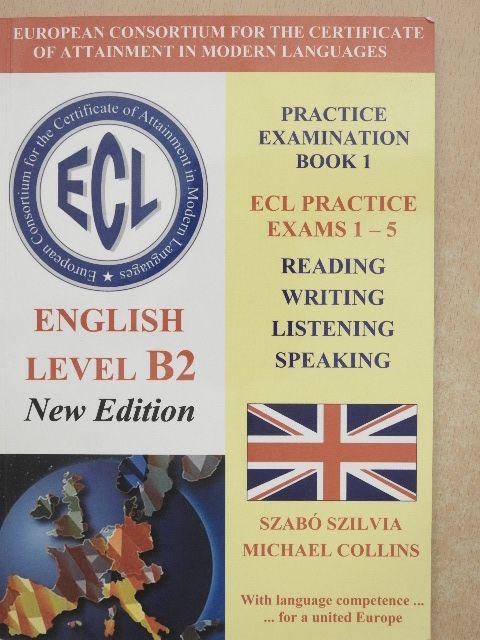 EUROPEAN CONSORTIUM FOR THE CERTIFICATE
OF ATTAINMENT IN MODERN LANGUAGES
European Consortium for the Certificate of Attainment in Modern Languages ★
ECL
ENGLISH
LEVEL B2
New Edition
PRACTICE
EXAMINATION
BOOK 1
ECL PRACTICE
EXAMS 1 – 5
READING
WRITING
LISTENING
SPEAKING
SZABÓ SZILVIA
MICHAEL COLLINS
With language competence ...
... for a united Europe